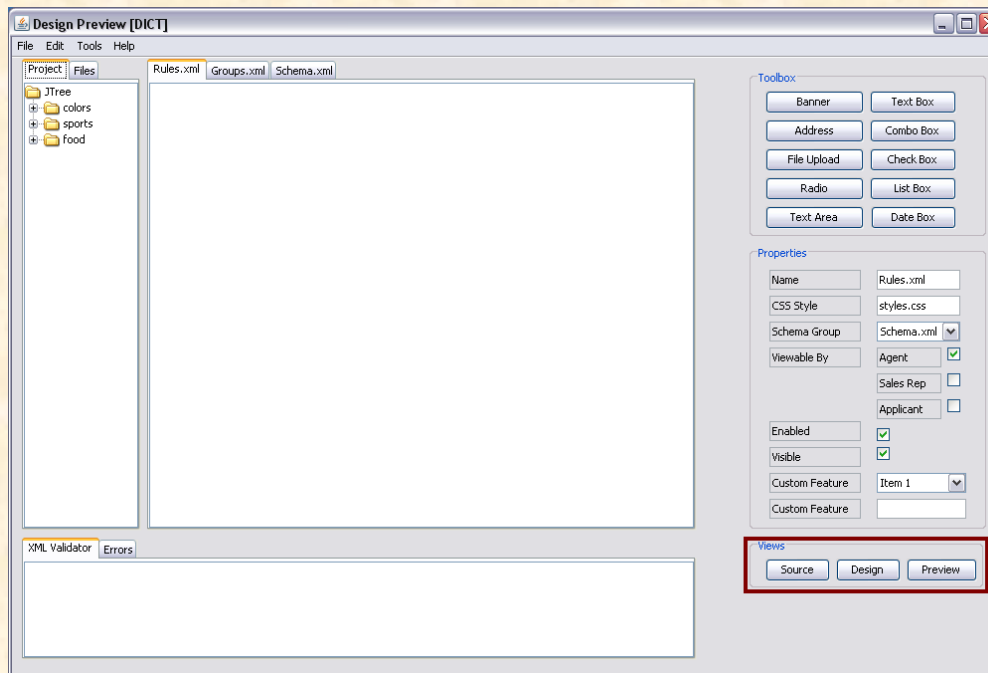 Design Preview [DICT]
File Edit Tools Help
Project Files
JTree
colors
sports
food
Rules.xml Groups.xml Schema.xml
Toolbox
Banner Text Box
Address Combo Box
File Upload Check Box
Radio List Box
Text Area Date Box
Properties
Name Rules.xml
CSS Style styles.css
Schema Group Schema.xml
Viewable By Agent
Sales Rep
Applicant
Enabled
Visible
Custom Feature Item 1
Custom Feature
XML Validator Errors
Views
Source Design Preview